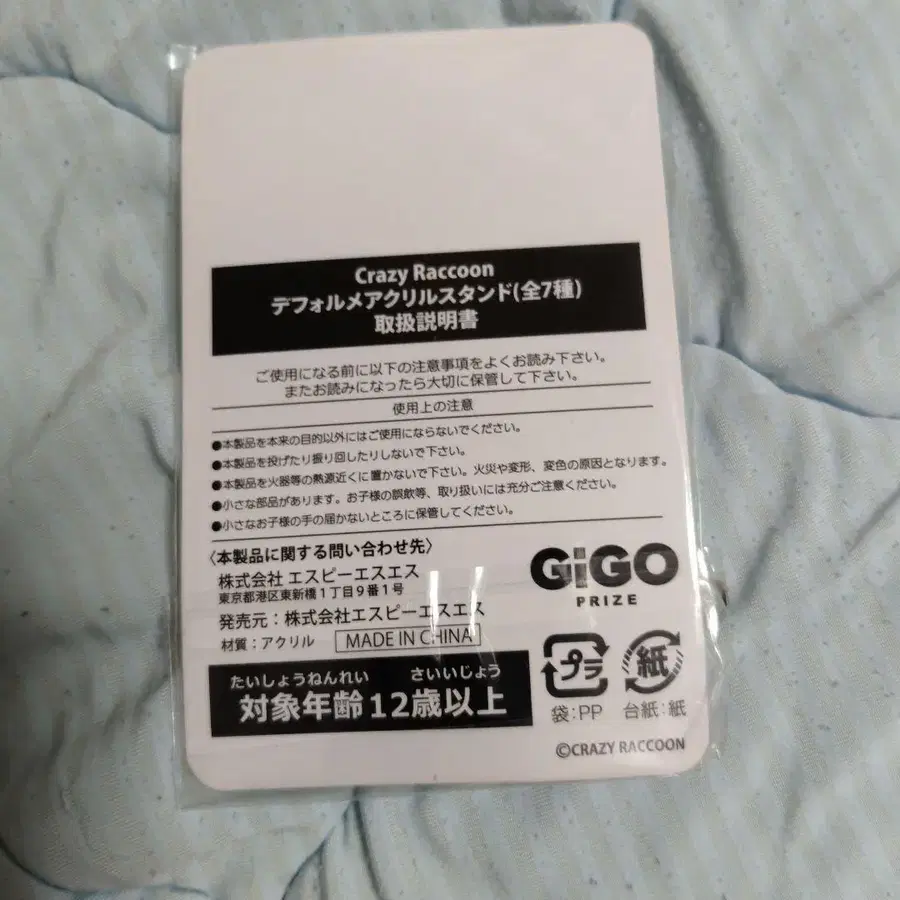 Crazy Raccoon
デフォルメアクリルスタンド(全7種)
取扱説明書
ご使用になる前に以下の注意事項をよくお読み下さい。
またお読みになったら大切に保管して下さい。
使用上の注意
●本製品を本来の目的以外にはご使用にならないでください。
●本製品を投げたり振り回したりしないで下さい。
●本製品を火器等の熱源近くに置かないで下さい。火災や変形、変色の原因となります。
●小さな部品があります。お子様の誤飲等、取り扱いには充分ご注意ください。
●小さなお子様の手の届かないところに保管してください。
〈本製品に関する問い合わせ先〉
株式会社 エスピーエスエス
東京都港区東新橋1丁目9番1号
発売元:株式会社エスピーエスエス
材質:アクリル MADE IN CHINA
たいしょうねんれい さいいじょう
対象年齢12歳以上
GiGO
PRIZE
プラ 紙
袋:PP 台紙:紙
©CRAZY RACCOON